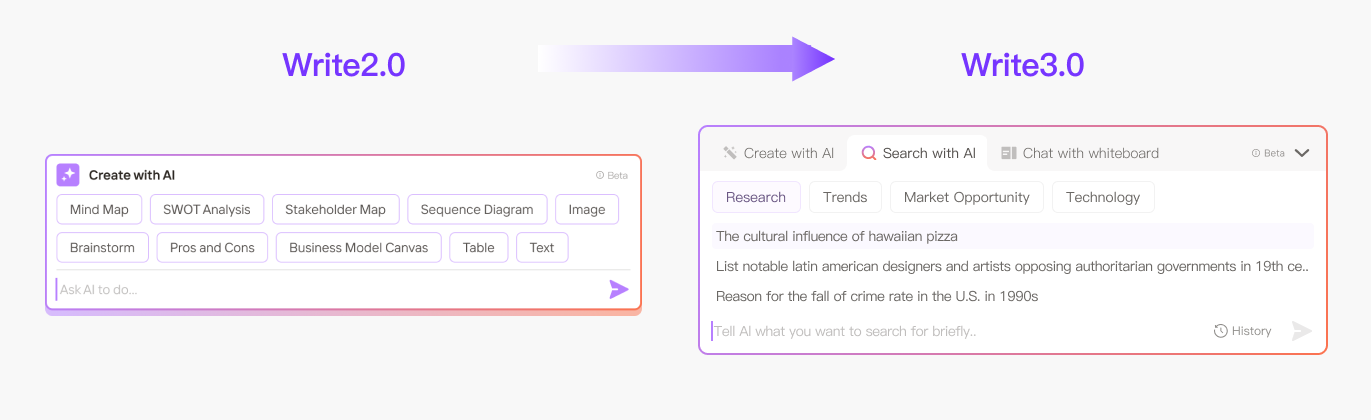 Write2.0
Write3.0
Create with AI
Beta
Mind Map
SWOT Analysis
Stakeholder Map
Sequence Diagram
Image
Brainstorm
Pros and Cons
Business Model Canvas
Table
Text
Ask AI to do...
Create with AI
Search with AI
Chat with whiteboard
Beta
Research
Trends
Market Opportunity
Technology
The cultural influence of hawaiian pizza
List notable latin american designers and artists opposing authoritarian governments in 19th ce..
Reason for the fall of crime rate in the U.S. in 1990s
Tell AI what you want to search for briefly..
History